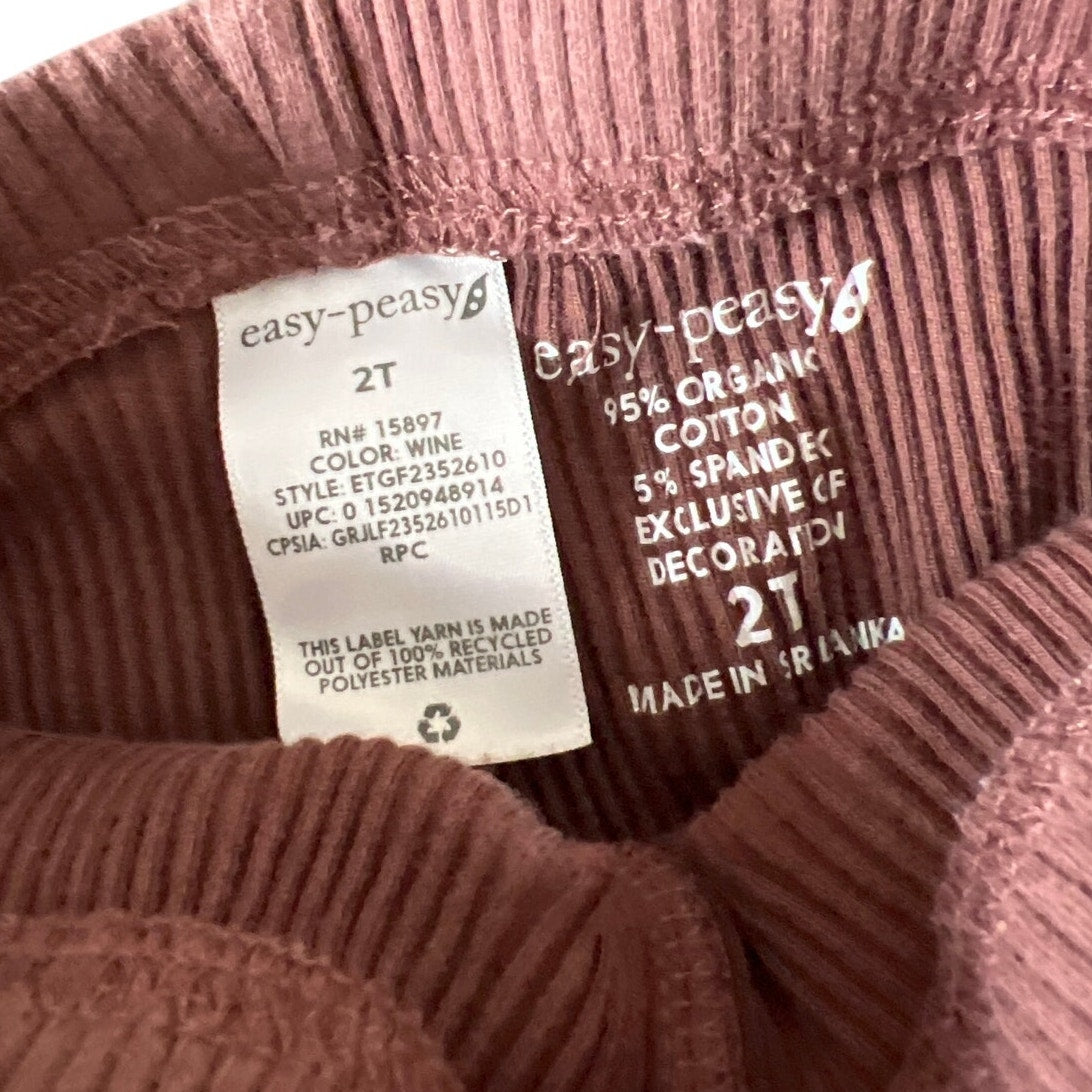 easy-peasy
2T
RN# 15897
COLOR: WINE
STYLE: ETGF2352610
UPC: 0 1520948914
CPSIA: GRJLF2352610115D1
RPC
THIS LABEL YARN IS MADE
OUT OF 100% RECYCLED
POLYESTER MATERIALS
easy-peasy
95% ORGANIC
COTTON
5% SPANDEX
EXCLUSIVE OF
DECORATION
2T
MADE IN SRI LANKA